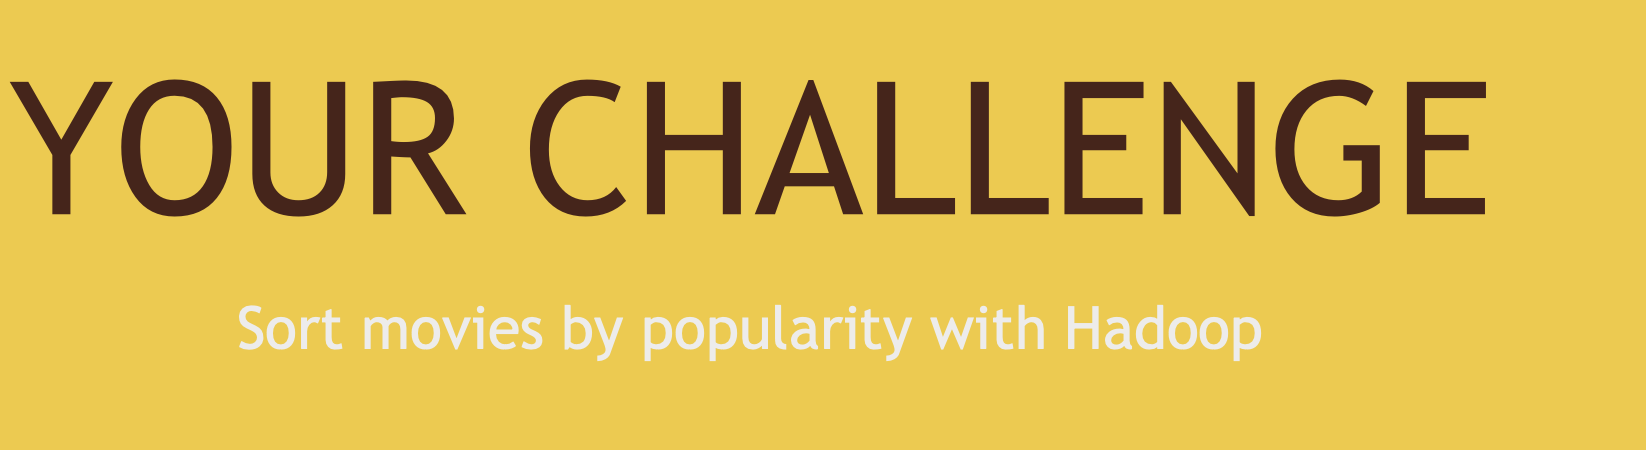 YOUR CHALLENGE
Sort movies by popularity with Hadoop